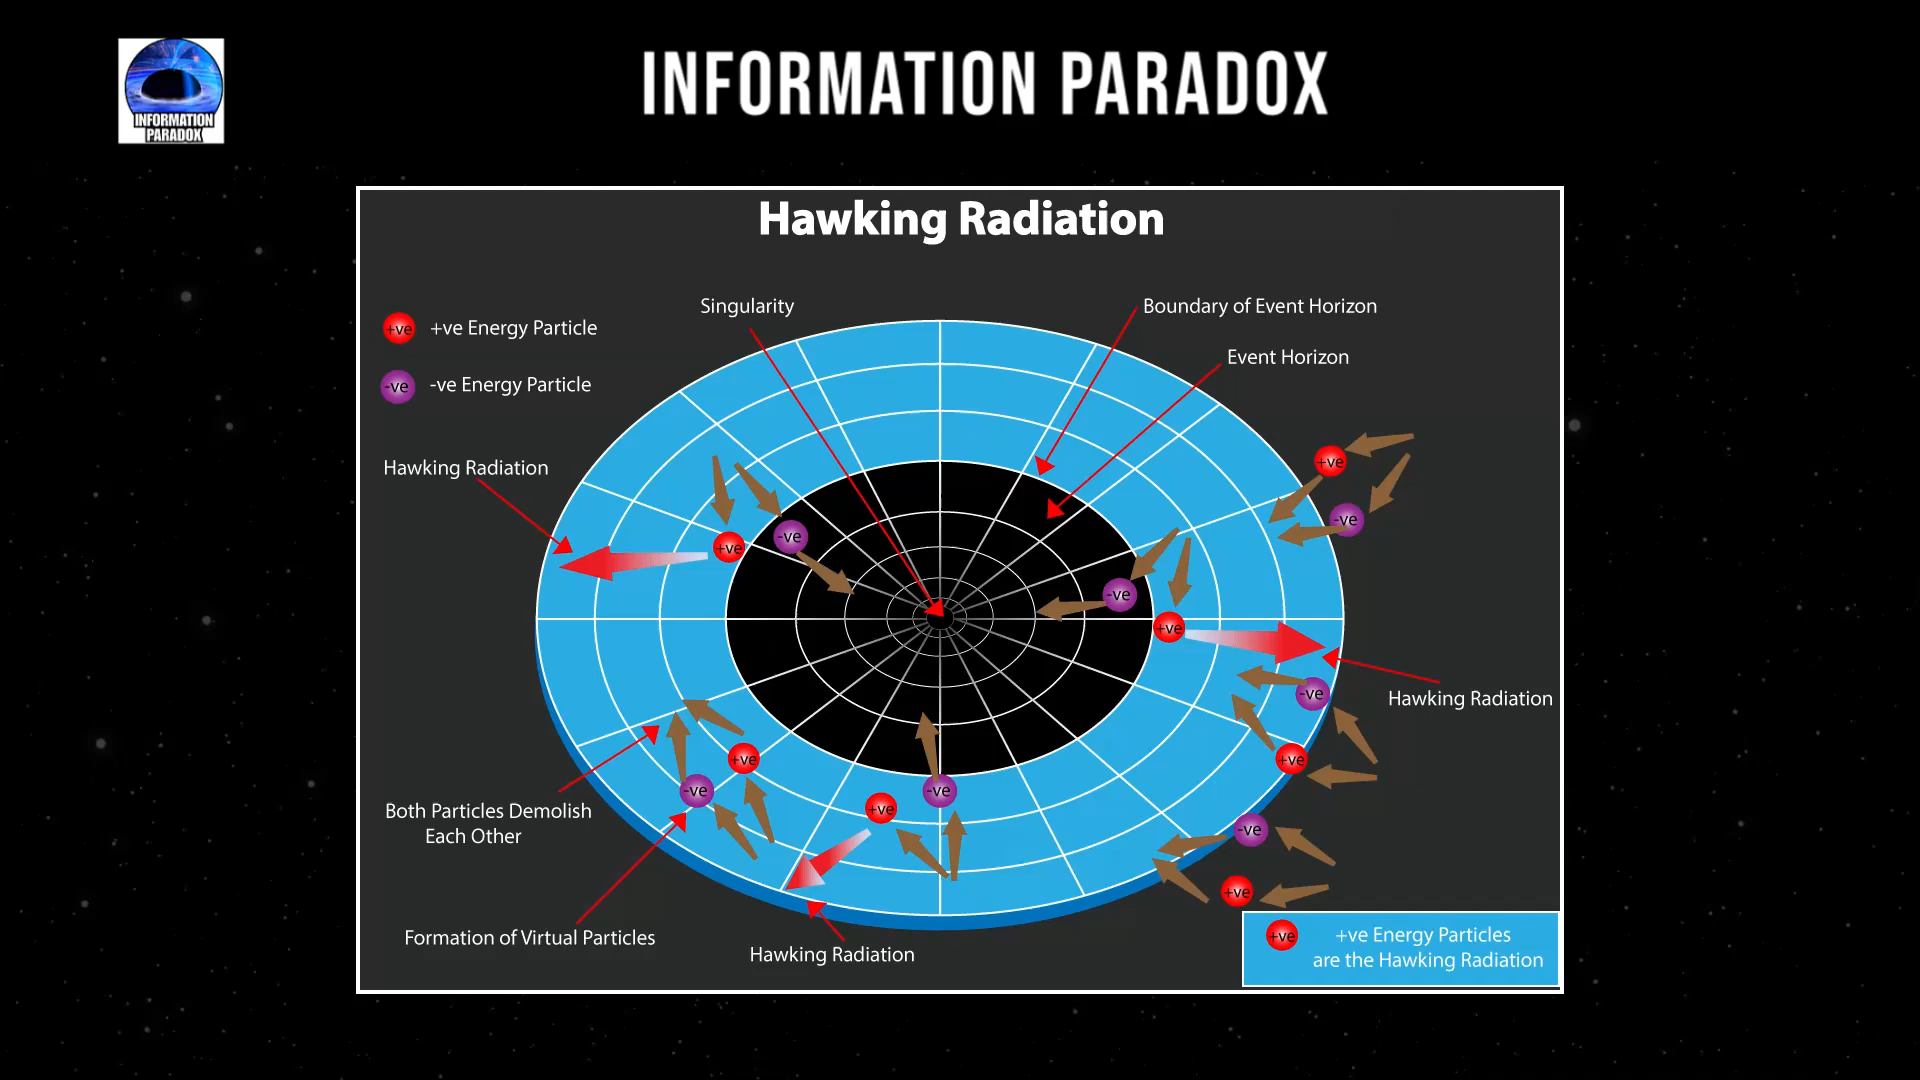 INFORMATION PARADOX
INFORMATION
PARADOX
Hawking Radiation
Singularity
Boundary of Event Horizon
Event Horizon
+ve
+ve Energy Particle
-ve
-ve Energy Particle
Hawking Radiation
+ve
-ve
+ve
-ve
-ve
+ve
Hawking Radiation
-ve
+ve
+ve
-ve
+ve
-ve
Both Particles Demolish
Each Other
-ve
+ve
Formation of Virtual Particles
Hawking Radiation
+ve
+ve Energy Particles
are the Hawking Radiation